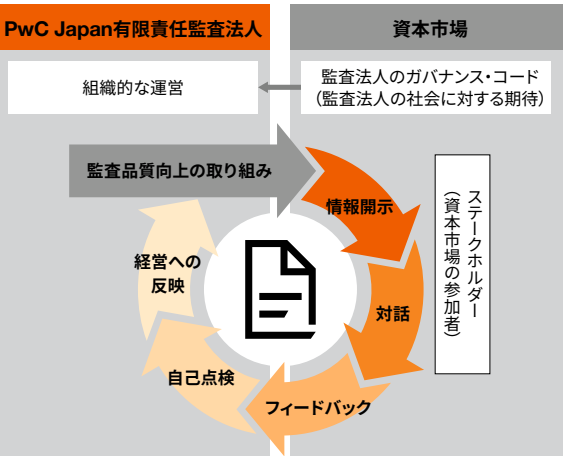 PwC Japan有限責任監査法人
資本市場
組織的な運営
監査法人のガバナンス・コード
（監査法人の社会に対する期待）
監査品質向上の取り組み
情報開示
ステークホルダー
（資本市場の参加者）
対話
フィードバック
自己点検
経営への
反映